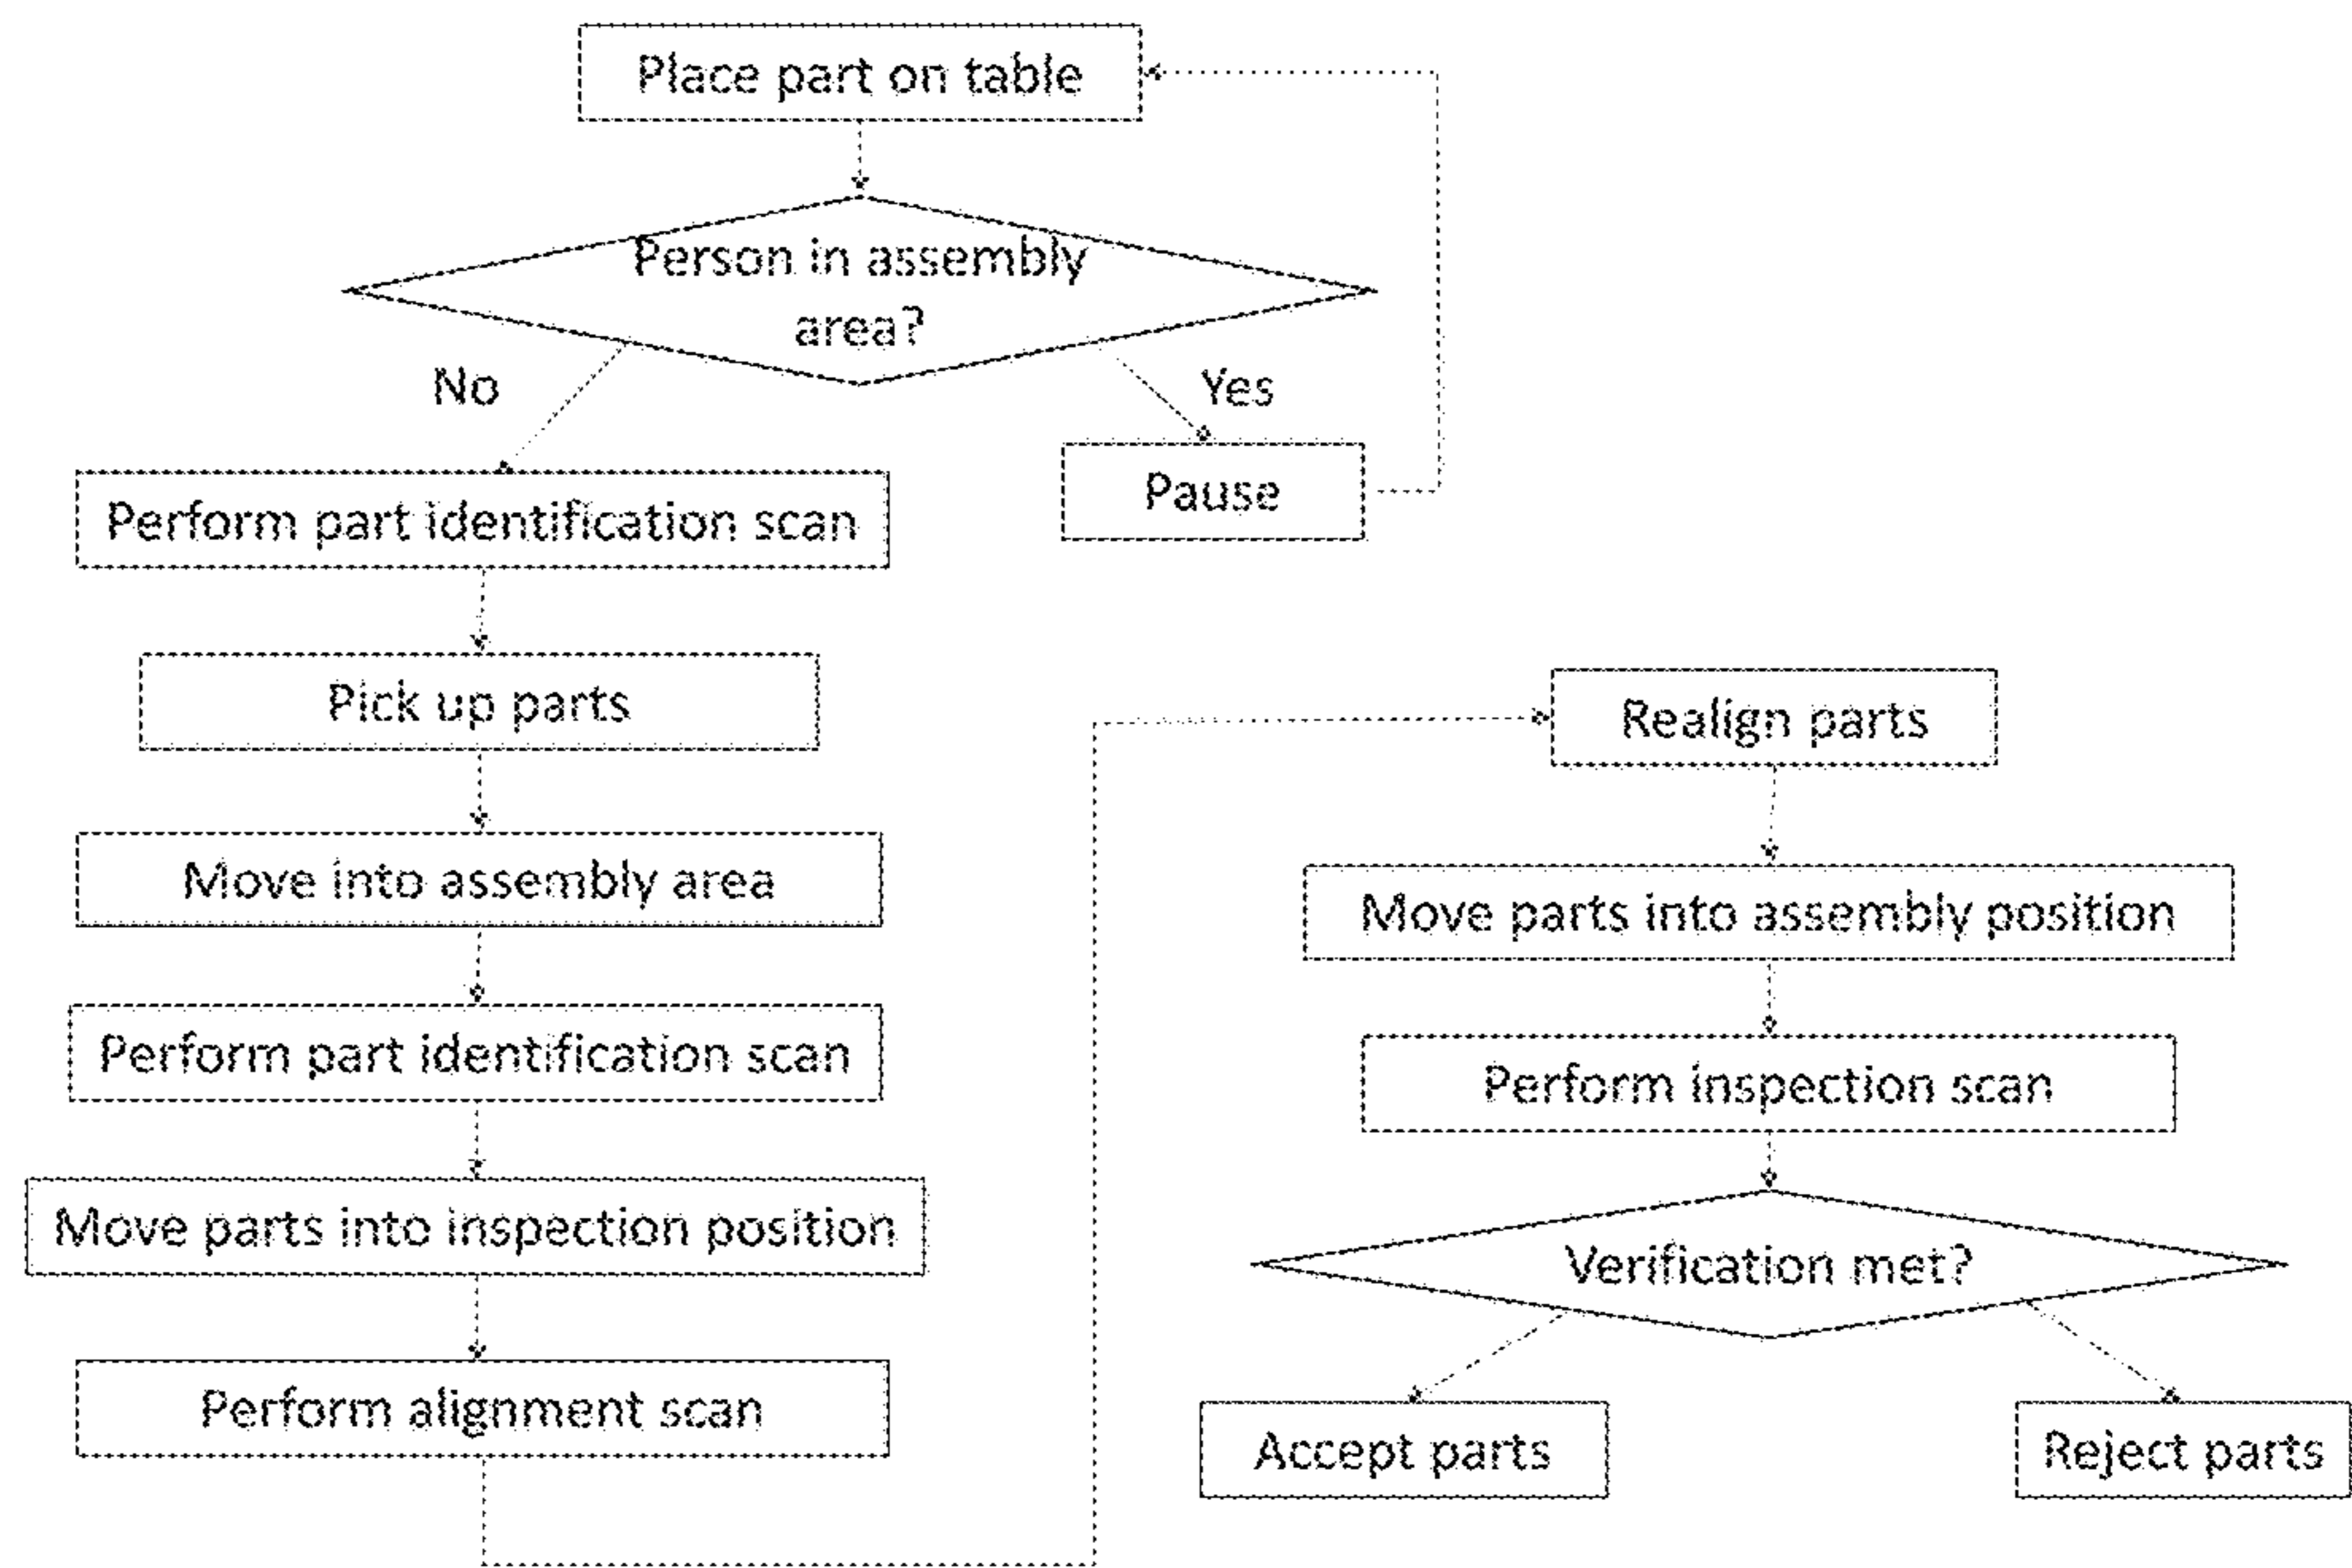 Place part on table
Person in assembly
area?
No
Yes
Perform part identification scan
Pause
Pick up parts
Move into assembly area
Perform part identification scan
Move parts into inspection position
Perform alignment scan
Realign parts
Move parts into assembly position
Perform inspection scan
Verification met?
Accept parts
Reject parts